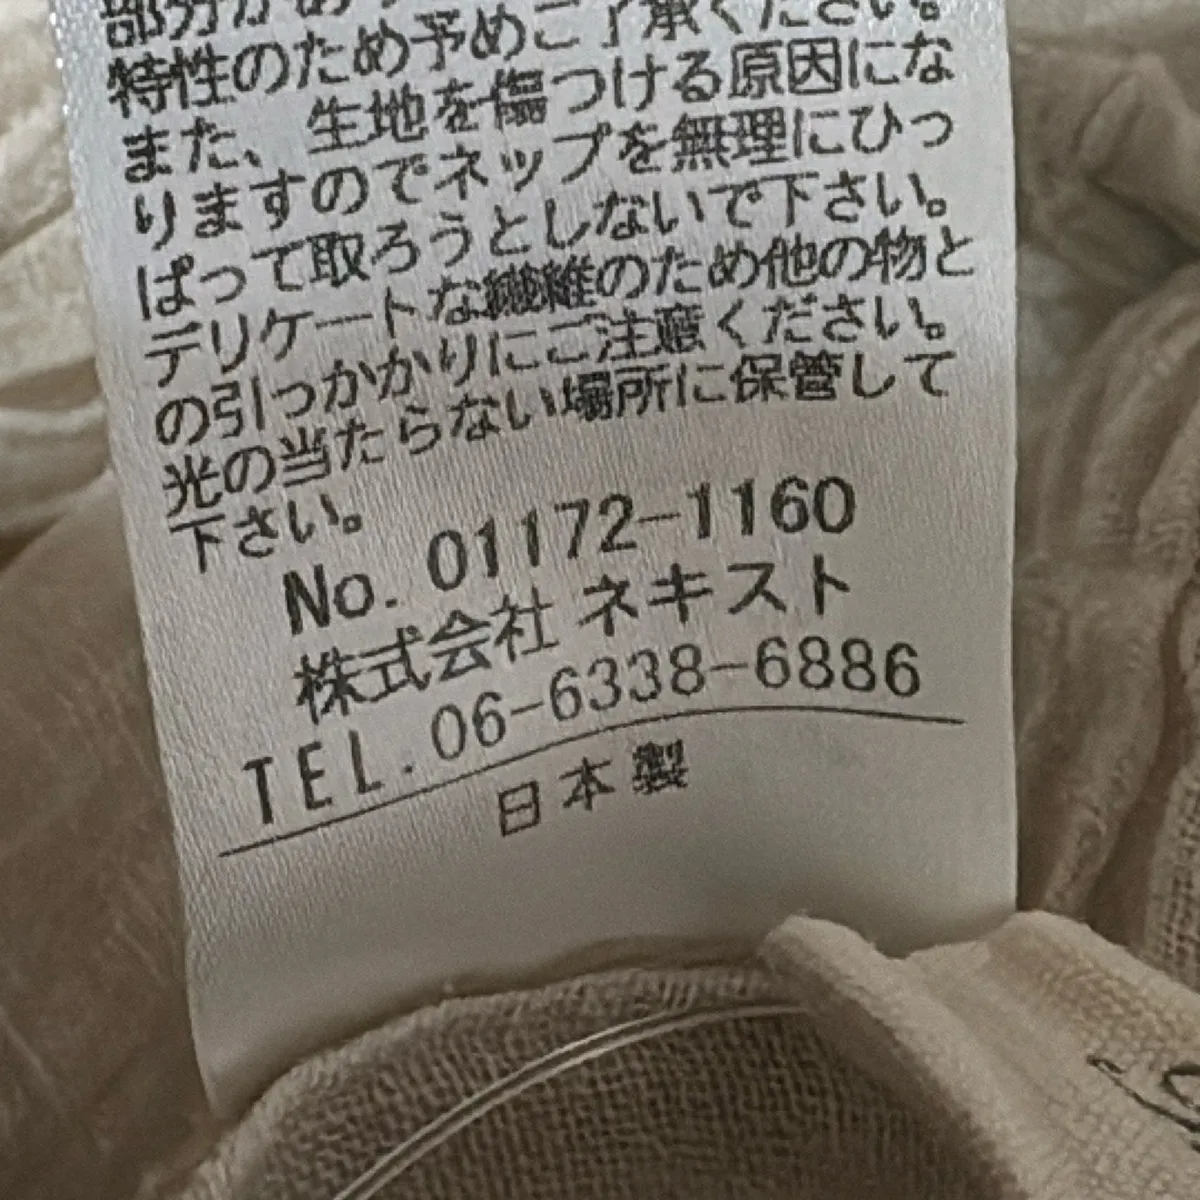 部分があ
特性のため予めご了承ください。
また、生地を傷つける原因にな
りますのでネップを無理にひっ
ぱって取ろうとしないで下さい。
デリケートな繊維のため他の物と
の引っかかりにご注意ください。
光の当たらない場所に保管して
下さい。
No. 01172-1160
株式会社 ネキスト
TEL. 06-6338-6886
日本製